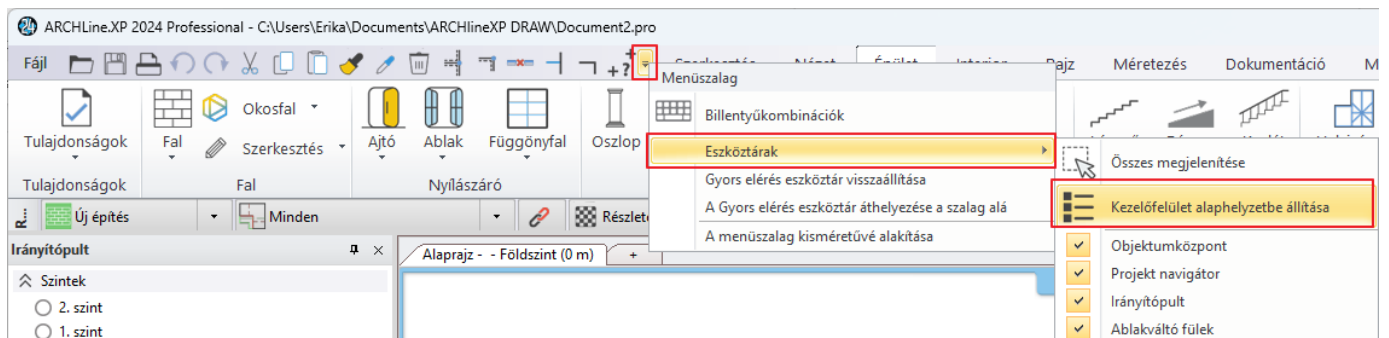 ARCHLine.XP 2024 Professional - C:\Users\Erika\Documents\ARCHlineXP DRAW\Document2.pro
Fájl
Rajz Méretezés Dokumentáció M
Menüszalag
Billentyűkombinációk
Eszköztárak
Gyors elérés eszköztár visszaállítása
A Gyors elérés eszköztár áthelyezése a szalag alá
A menüszalag kisméretűvé alakítása
Összes megjelenítése
Kezelőfelület alaphelyzetbe állítása
Objektumközpont
Projekt navigátor
Irányítópult
Ablakváltó fülek
Tulajdonságok
Fal
Okosfal
Szerkesztés
Ajtó
Ablak
Függönyfal
Oszlop
Tulajdonságok
Fal
Nyílászáró
Új építés
Minden
Irányítópult
Alaprajz - - Földszint (0 m)
+
Szintek
2. szint
1. szint